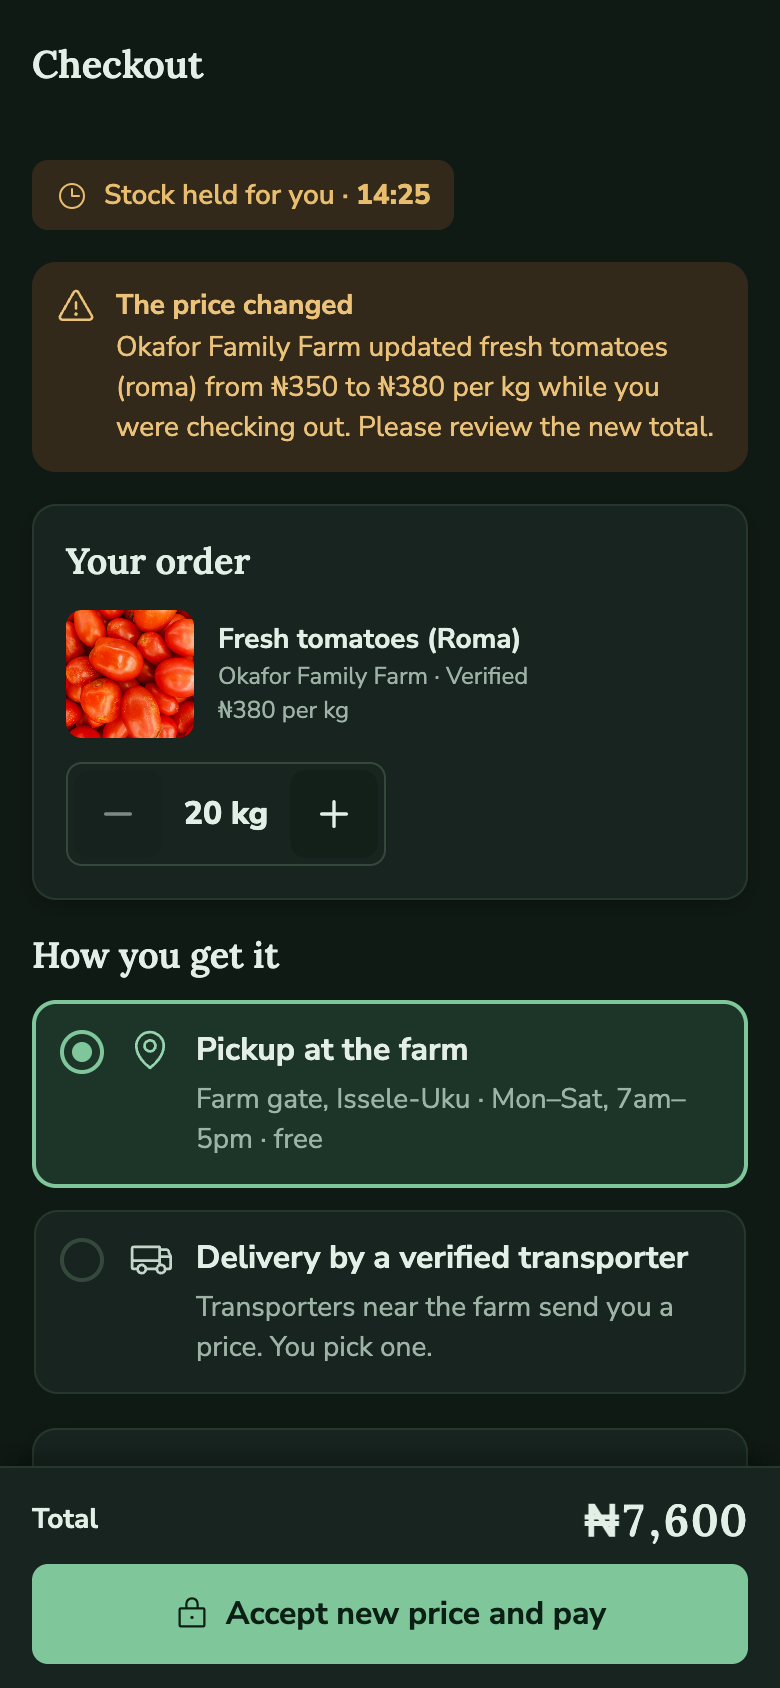 Checkout
Stock held for you · 14:25
The price changed
Okafor Family Farm updated fresh tomatoes
(roma) from ₦350 to ₦380 per kg while you
were checking out. Please review the new total.
Your order
Fresh tomatoes (Roma)
Okafor Family Farm · Verified
₦380 per kg
20 kg
How you get it
Pickup at the farm
Farm gate, Issele-Uku · Mon–Sat, 7am–
5pm · free
Delivery by a verified transporter
Transporters near the farm send you a
price. You pick one.
Total
₦7,600
Accept new price and pay